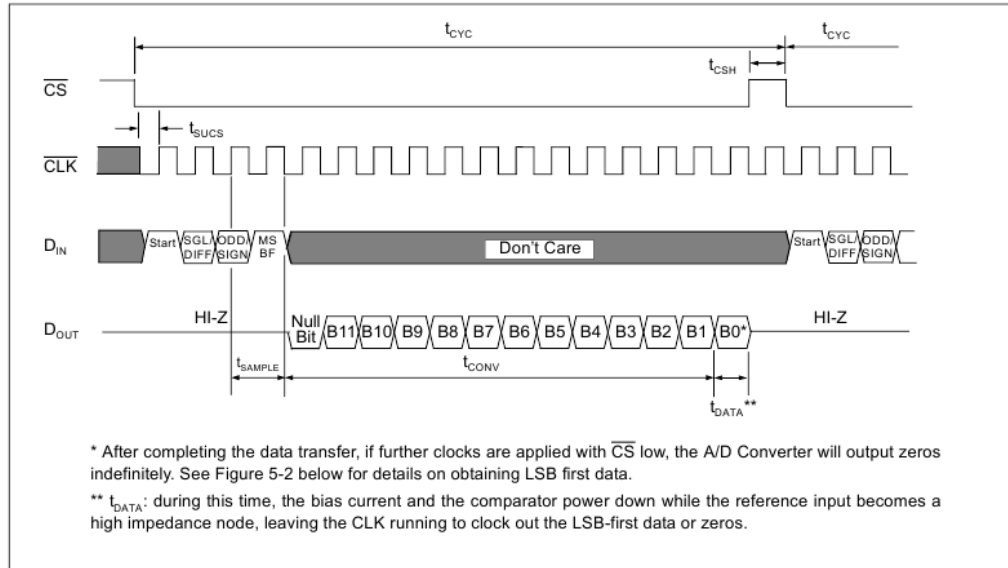 tCYC tCYC
tCSH
CS
tSUCS
CLK
DIN Start SGL/ DIFF ODD/ SIGN MS BF Don't Care Start SGL/ DIFF ODD/ SIGN
HI-Z HI-Z
DOUT Null Bit B11 B10 B9 B8 B7 B6 B5 B4 B3 B2 B1 B0*
tSAMPLE tCONV
tDATA**
* After completing the data transfer, if further clocks are applied with CS low, the A/D Converter will output zeros
indefinitely. See Figure 5-2 below for details on obtaining LSB first data.
** tDATA: during this time, the bias current and the comparator power down while the reference input becomes a
high impedance node, leaving the CLK running to clock out the LSB-first data or zeros.